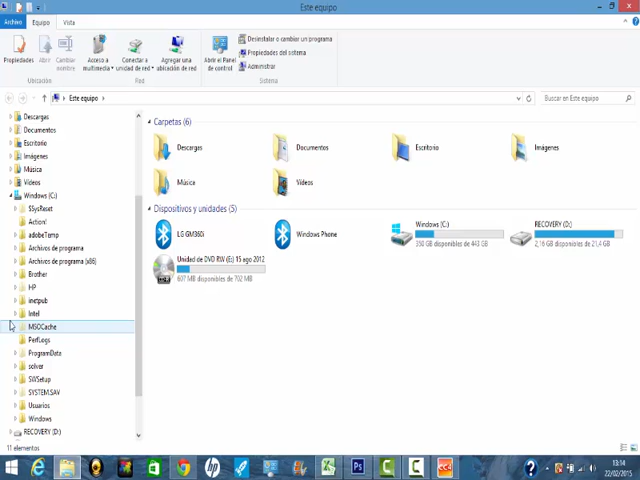 Este equipo
Archivo Equipo Vista
Propiedades Abrir Cambiar nombre Acceso a multimedia Conectar a unidad de red Agregar una ubicación de red Abrir el Panel de control Desinstalar o cambiar un programa
Propiedades del sistema
Administrar
Ubicación Red Sistema
Este equipo Buscar en Este equipo
Descargas
Documentos
Escritorio
Imágenes
Música
Vídeos
Windows (C:)
$SysReset
Action!
adobeTemp
Archivos de programa
Archivos de programa (x86)
Brother
HP
inetpub
Intel
MSOCache
PerfLogs
ProgramData
solver
SWSetup
SYSTEM.SAV
Usuarios
Windows
RECOVERY (D:)
Carpetas (6)
Descargas Documentos Escritorio Imágenes
Música Vídeos
Dispositivos y unidades (5)
LG GM360i Windows Phone Windows (C:) RECOVERY (D:)
350 GB disponibles de 443 GB 2,16 GB disponibles de 21,4 GB
Unidad de DVD RW (E:) 15 ago 2012
607 MB disponibles de 702 MB
11 elementos
13:14
22/02/2015